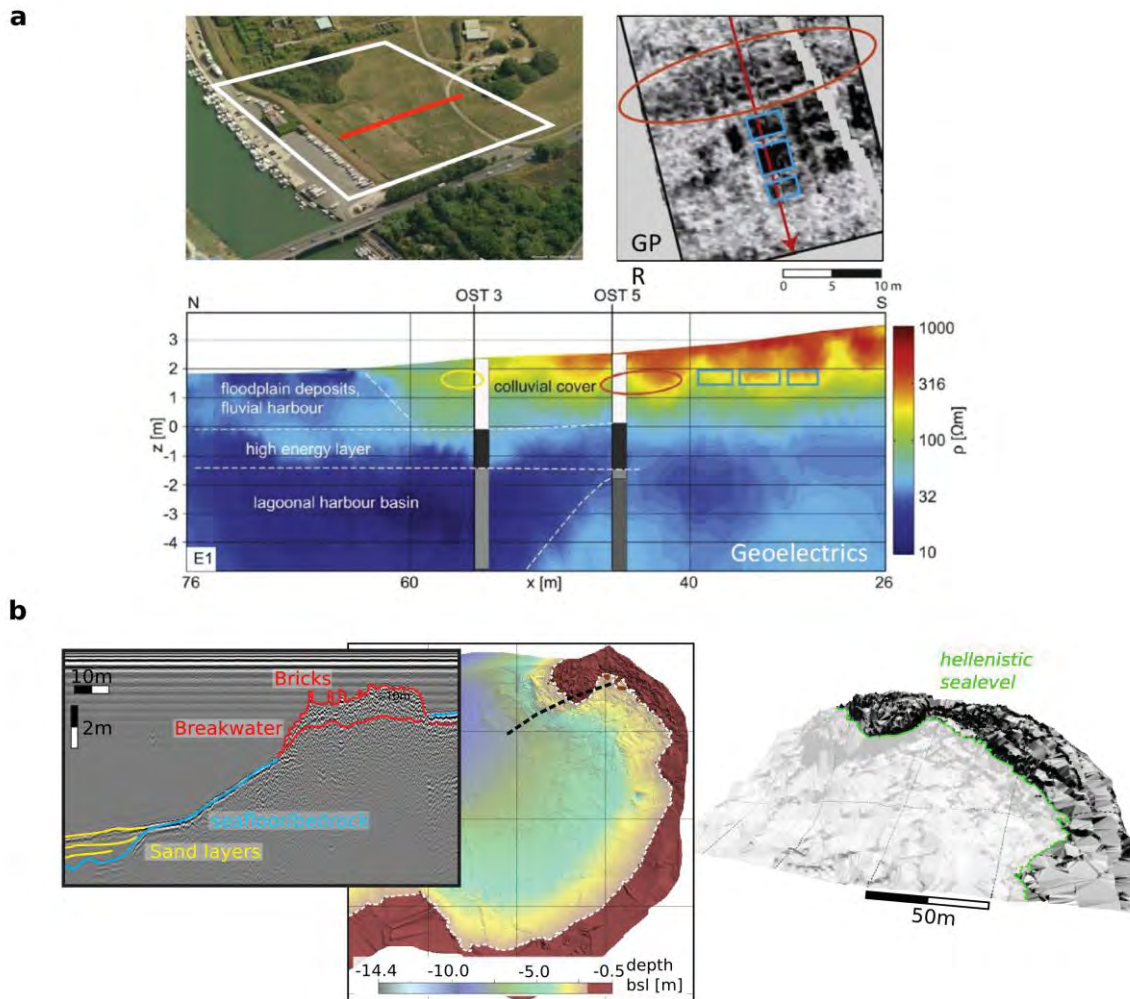 a
GP
R
0 5 10 m
N OST 3 OST 5 S
3
2
1
0
-1
-2
-3
-4
z [m]
floodplain deposits,
fluvial harbour
colluvial cover
high energy layer
lagoonal harbour basin
E1
Geoelectrics
76 60 x [m] 40 26
1000
316
100
32
10
ρ [Ωm]
b
10m
2m
Bricks
Breakwater
seafloor/bedrock
Sand layers
-14.4 -10.0 -5.0 -0.5
depth
bsl [m]
hellenistic
sealevel
50m